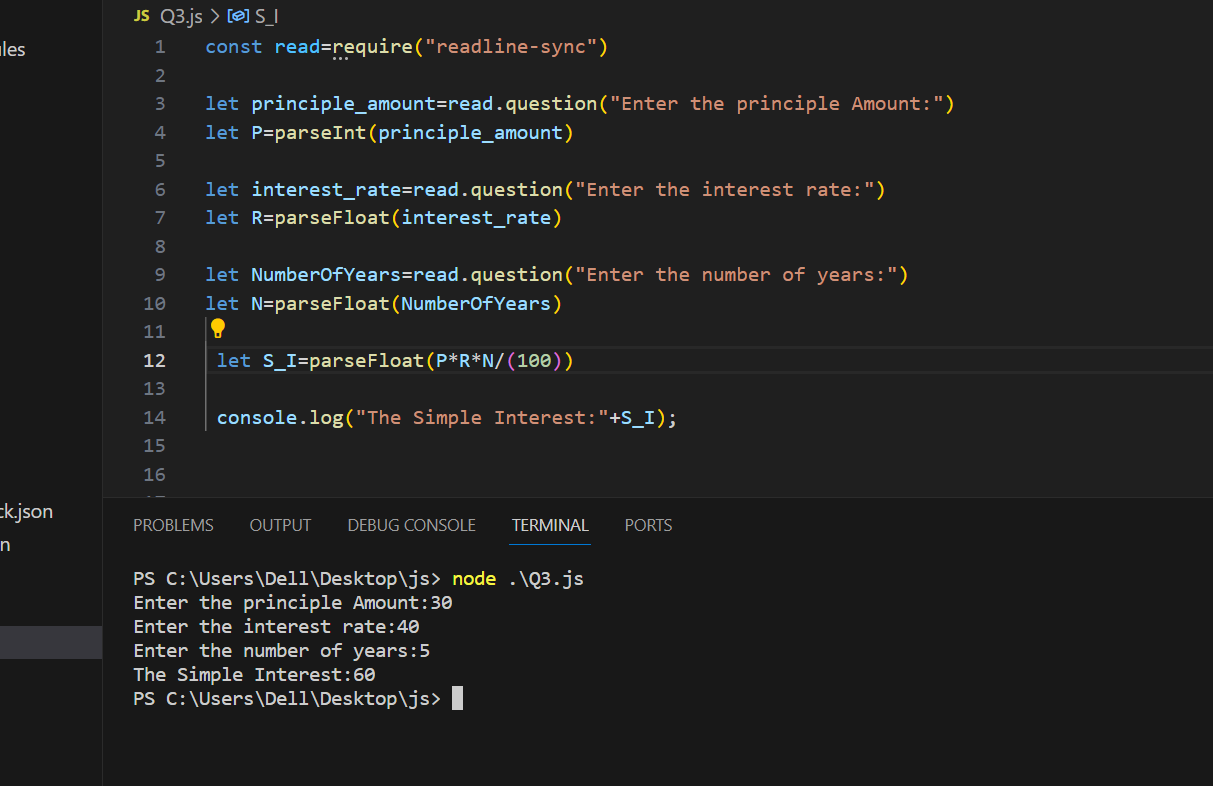 JS Q3.js > S_I
ules
1 const read=require("readline-sync")
2
3 let principle_amount=read.question("Enter the principle Amount:")
4 let P=parseInt(principle_amount)
5
6 let interest_rate=read.question("Enter the interest rate:")
7 let R=parseFloat(interest_rate)
8
9 let NumberOfYears=read.question("Enter the number of years:")
10 let N=parseFloat(NumberOfYears)
11
12 let S_I=parseFloat(P*R*N/(100))
13
14 console.log("The Simple Interest:"+S_I);
15
16
ck.json
n
PROBLEMS OUTPUT DEBUG CONSOLE TERMINAL PORTS
PS C:\Users\Dell\Desktop\js> node .\Q3.js
Enter the principle Amount:30
Enter the interest rate:40
Enter the number of years:5
The Simple Interest:60
PS C:\Users\Dell\Desktop\js>